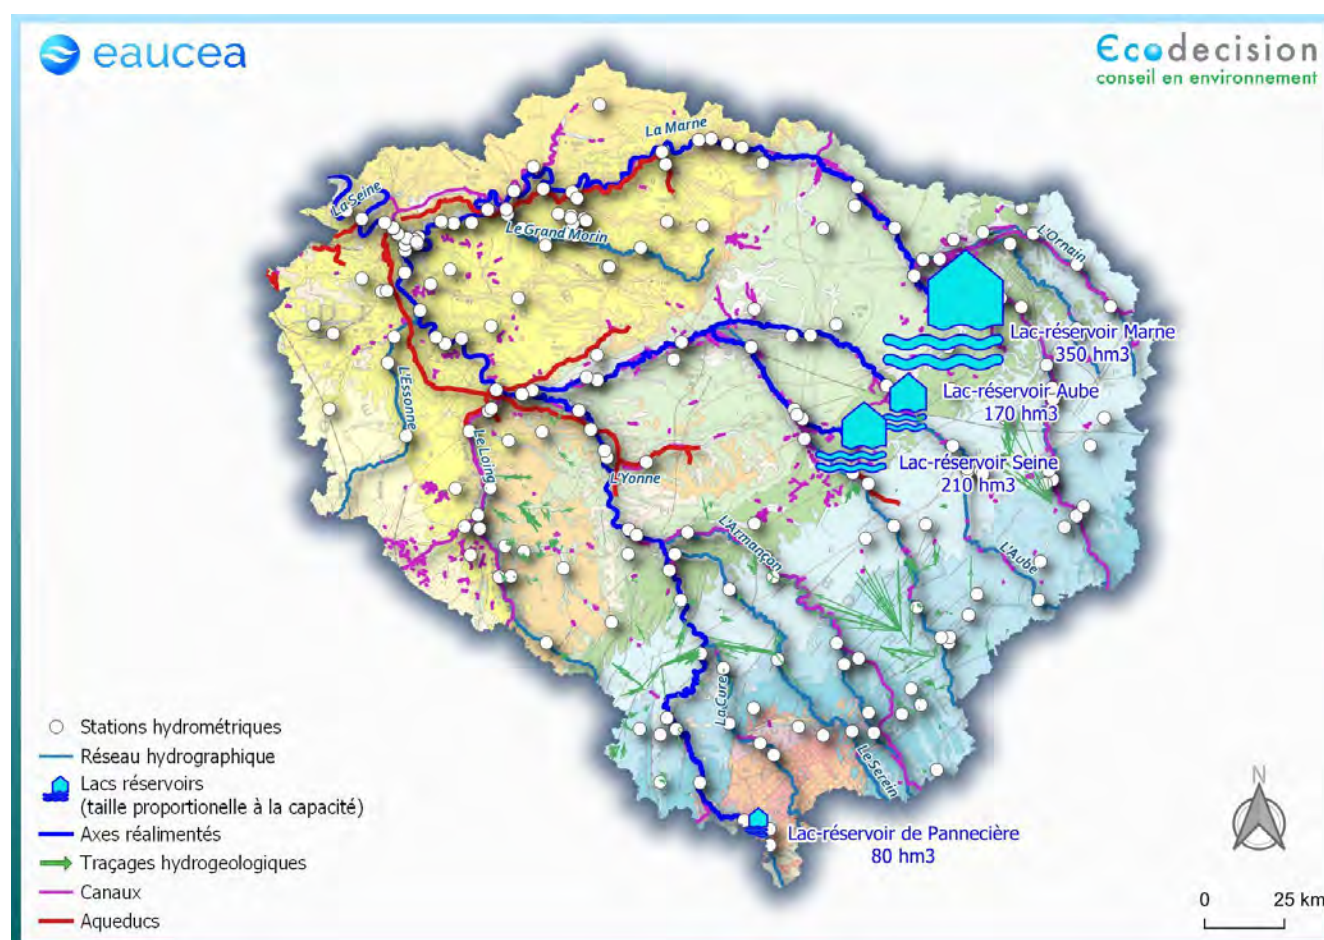 eaucea
Ecodecision
conseil en environnement
La Marne
La Seine
Le Grand Morin
L'Ornain
Lac-réservoir Marne
350 hm3
Lac-réservoir Aube
170 hm3
L'Essonne
Le Loing
Lac-réservoir Seine
210 hm3
L'Yonne
L'Armançon
L'Aube
La Cure
Le Serein
Lac-réservoir de Pannecière
80 hm3
Stations hydrométriques
Réseau hydrographique
Lacs réservoirs
(taille proportionelle à la capacité)
Axes réalimentés
Traçages hydrogeologiques
Canaux
Aqueducs
N
0 25 km